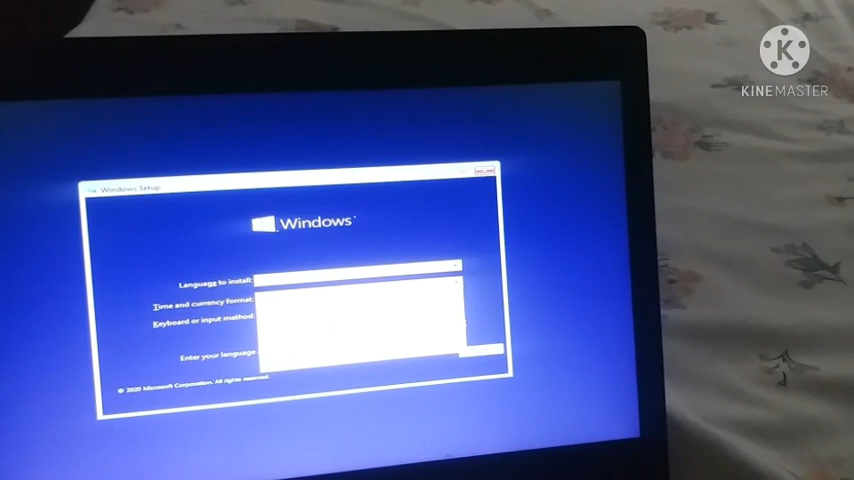 KINEMASTER
Windows Setup
Windows
Language to install:
Time and currency format:
Keyboard or input method:
Enter your language
© 2020 Microsoft Corporation. All rights reserved.